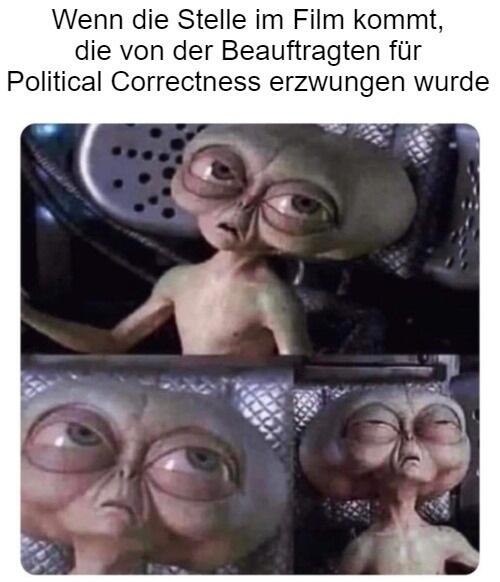 Wenn die Stelle im Film kommt,
die von der Beauftragten für
Political Correctness erzwungen wurde